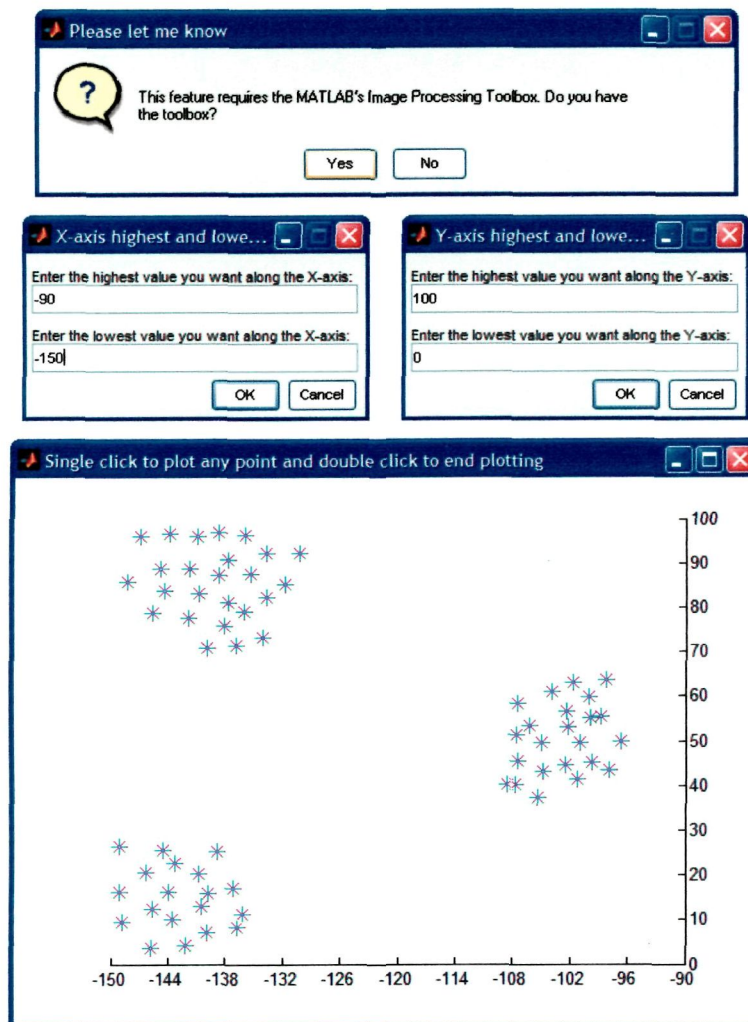 Please let me know
?
This feature requires the MATLAB's Image Processing Toolbox. Do you have
the toolbox?
Yes No
X-axis highest and lowe...
Enter the highest value you want along the X-axis:
-90
Enter the lowest value you want along the X-axis:
-150
OK Cancel
Y-axis highest and lowe...
Enter the highest value you want along the Y-axis:
100
Enter the lowest value you want along the Y-axis:
0
OK Cancel
Single click to plot any point and double click to end plotting
100
90
80
70
60
50
40
30
20
10
0
-150 -144 -138 -132 -126 -120 -114 -108 -102 -96 -90